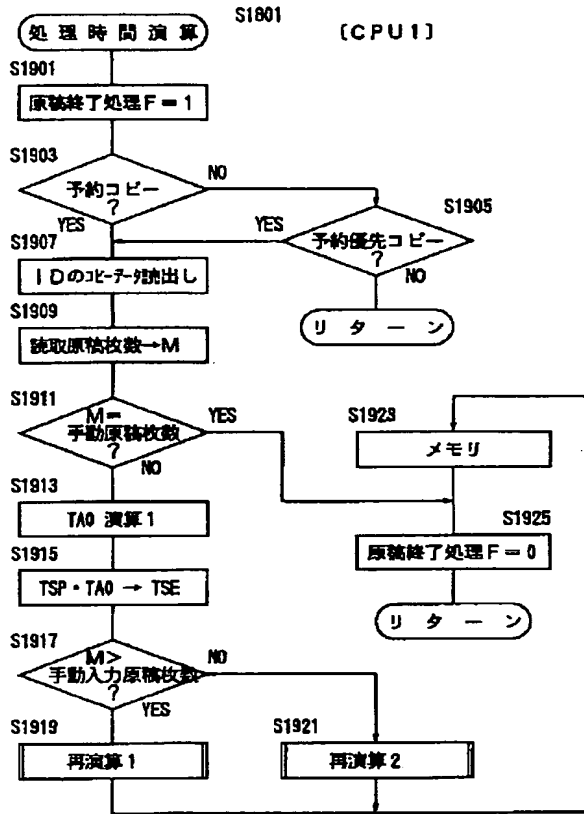 S1801
処理時間演算
〔CPU1〕
S1901
原稿終了処理F=1
S1903
予約コピー
?
NO
YES
S1905
予約優先コピー
?
YES
NO
リターン
S1907
IDのコピーデータ読出し
S1909
読取原稿枚数→M
S1911
M=
手動原稿枚数
?
YES
NO
S1923
メモリ
S1913
TAO 演算1
S1925
原稿終了処理F=0
S1915
TSP・TAO → TSE
リターン
S1917
M>
手動入力原稿枚数
?
NO
YES
S1919
再演算1
S1921
再演算2